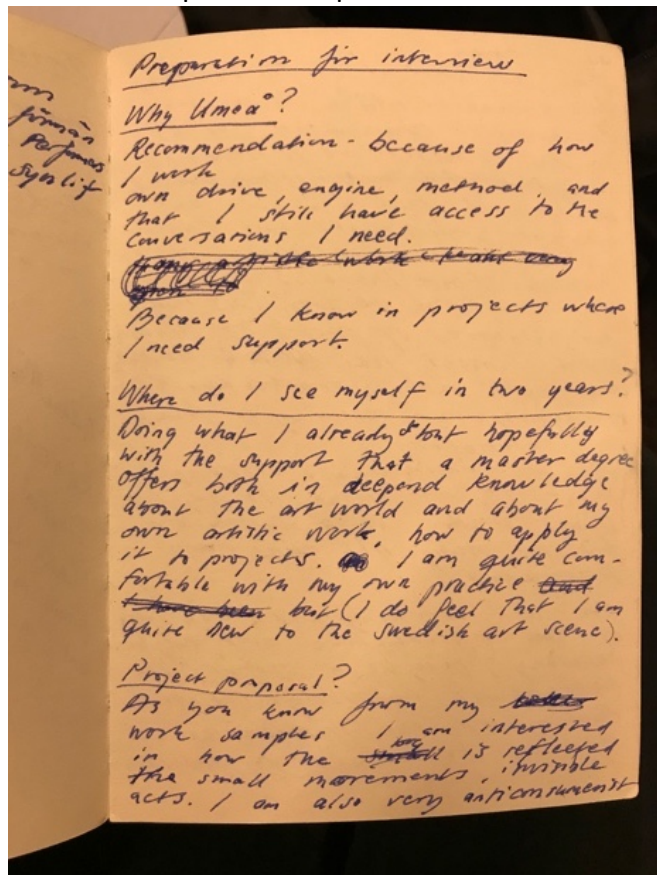 Preparation for interview
Why Umeå?
Recommendation - because of how
I work
own drive, engine, method, and
that I still have access to the
conversations I need.
Because I know in projects where
I need support.
Where do I see myself in two years?
Doing what I already do but hopefully
with the support that a master degree
offers both in deepend knowledge
about the art world and about my
own artistic work, how to apply
it to projects. I am quite com-
fortable with my own practice and
I have been but (I do feel that I am
quite new to the swedish art scene).
Project proposal?
As you know from my
work samples I am interested
in how the big is reflected
the small movements, invisible
acts. I am also very anticonsumerist